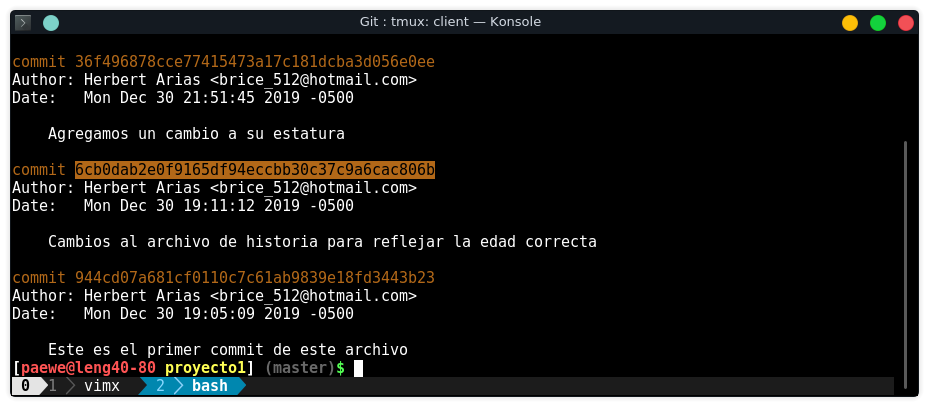 Git : tmux: client — Konsole
commit 36f496878cce77415473a17c181dcba3d056e0ee
Author: Herbert Arias <brice_512@hotmail.com>
Date:   Mon Dec 30 21:51:45 2019 -0500
Agregamos un cambio a su estatura
commit 6cb0dab2e0f9165df94eccbb30c37c9a6cac806b
Author: Herbert Arias <brice_512@hotmail.com>
Date:   Mon Dec 30 19:11:12 2019 -0500
Cambios al archivo de historia para reflejar la edad correcta
commit 944cd07a681cf0110c7c61ab9839e18fd3443b23
Author: Herbert Arias <brice_512@hotmail.com>
Date:   Mon Dec 30 19:05:09 2019 -0500
Este es el primer commit de este archivo
[paewe@leng40-80 proyecto1] (master)$
0 1 vimx 2 bash